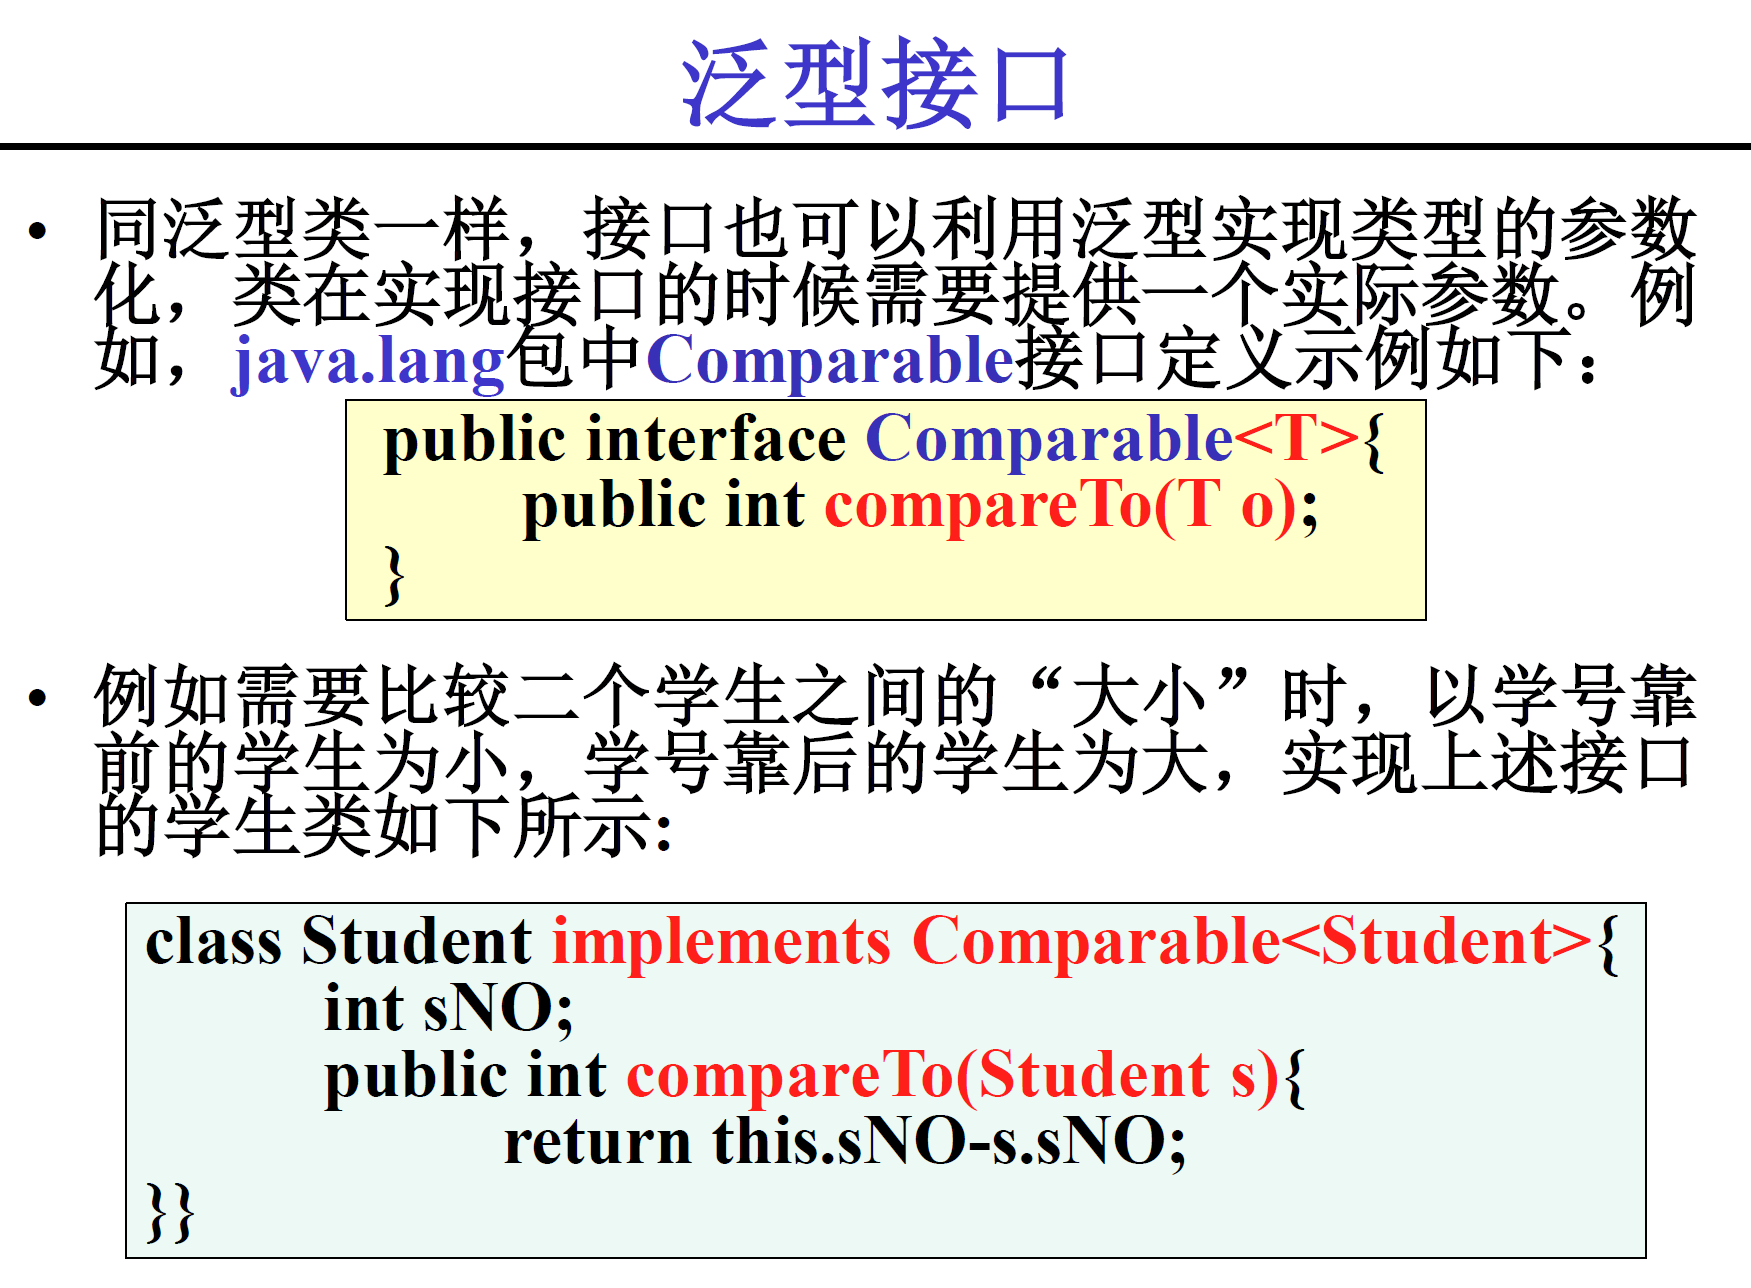 泛型接口
• 同泛型类一样，接口也可以利用泛型实现类型的参数
化，类在实现接口的时候需要提供一个实际参数。例
如，java.lang包中Comparable接口定义示例如下：
public interface Comparable<T>{
public int compareTo(T o);
}
• 例如需要比较二个学生之间的“大小”时，以学号靠
前的学生为小，学号靠后的学生为大，实现上述接口
的学生类如下所示:
class Student implements Comparable<Student>{
int sNO;
public int compareTo(Student s){
return this.sNO-s.sNO;
}}